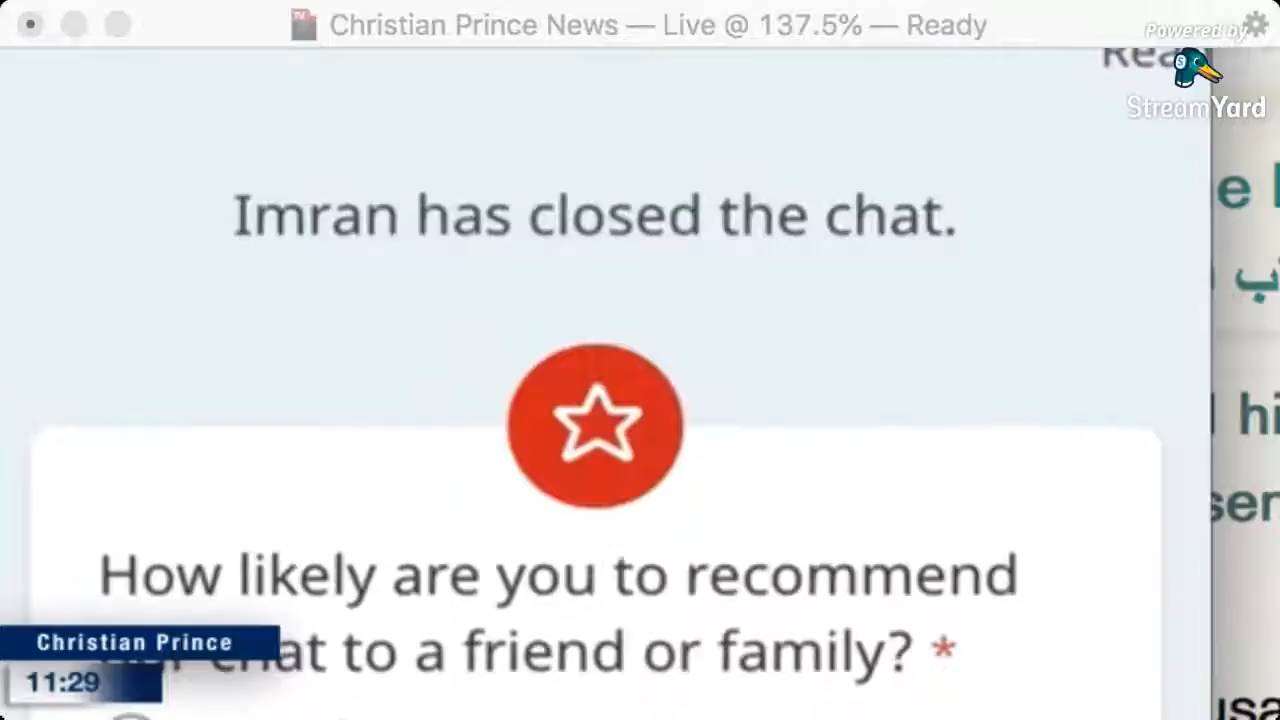 Christian Prince News — Live @ 137.5% — Ready
Powered by
StreamYard
Imran has closed the chat.
How likely are you to recommend
chat to a friend or family? *
Christian Prince
11:29